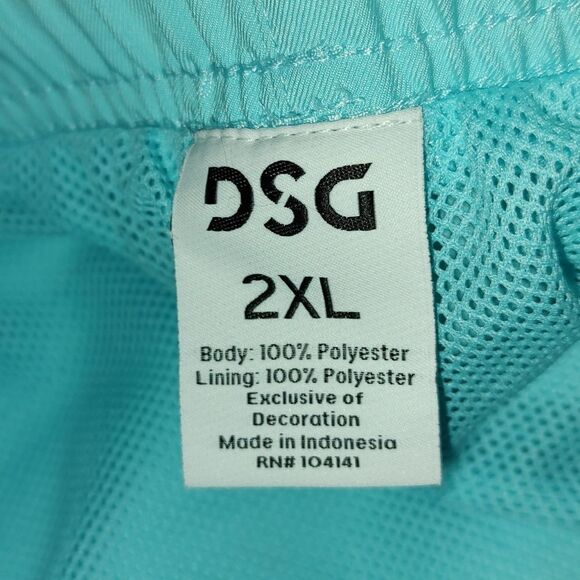 DSG
2XL
Body: 100% Polyester
Lining: 100% Polyester
Exclusive of
Decoration
Made in Indonesia
RN# 104141